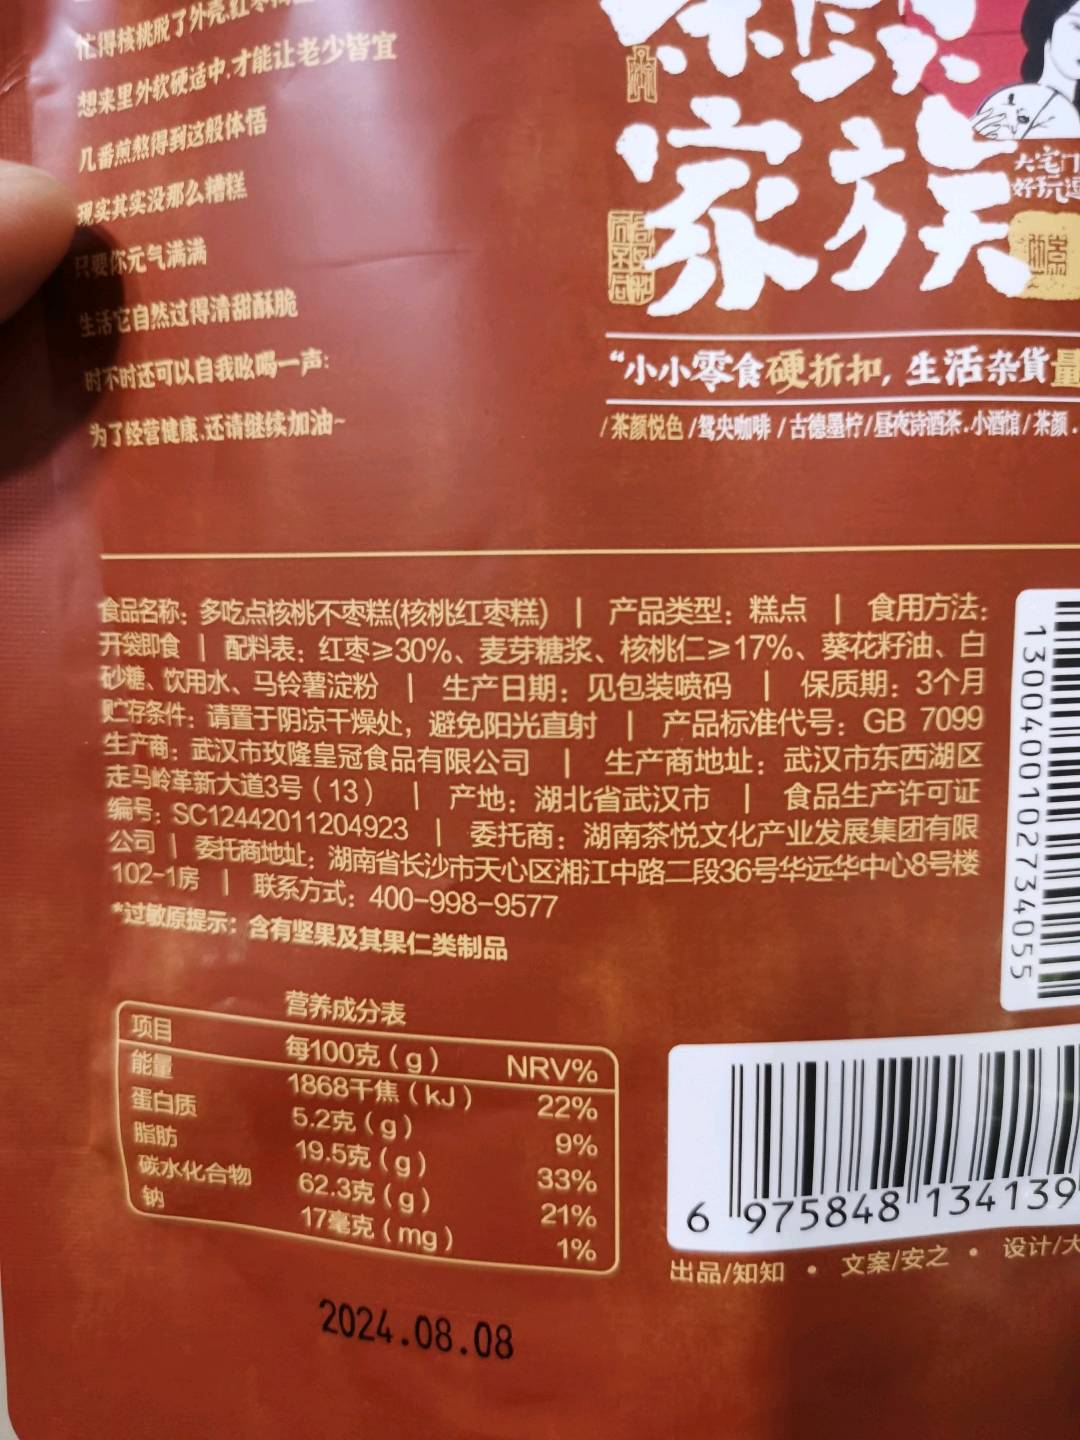 忙得核桃脱了外壳,红枣
想来里外软硬适中,才能让老少皆宜
几番煎熬得到这般体悟
现实其实没那么糟糕
只要你元气满满
生活它自然过得清甜酥脆
时不时还可以自我吆喝一声:
为了经营健康,还请继续加油~
家族
大宅门
好玩逗
“小小零食硬折扣, 生活杂货量
/茶颜悦色/鸳央咖啡/古德墨柠/昼夜诗酒茶.小酒馆/茶颜.
食品名称: 多吃点核桃不枣糕(核桃红枣糕) | 产品类型: 糕点 | 食用方法:
开袋即食 | 配料表: 红枣≥30%、麦芽糖浆、核桃仁≥17%、葵花籽油、白
砂糖、饮用水、马铃薯淀粉 | 生产日期: 见包装喷码 | 保质期: 3个月
贮存条件: 请置于阴凉干燥处, 避免阳光直射 | 产品标准代号: GB 7099
生产商: 武汉市玫隆皇冠食品有限公司 | 生产商地址: 武汉市东西湖区
走马岭革新大道3号(13) | 产地: 湖北省武汉市 | 食品生产许可证
编号: SC12442011204923 | 委托商: 湖南茶悦文化产业发展集团有限
公司 | 委托商地址: 湖南省长沙市天心区湘江中路二段36号华远华中心8号楼
102-1房 | 联系方式: 400-998-9577
*过敏原提示: 含有坚果及其果仁类制品
营养成分表
项目 每100克(g) NRV%
能量 1868千焦(kJ) 22%
蛋白质 5.2克(g) 9%
脂肪 19.5克(g) 33%
碳水化合物 62.3克(g) 21%
钠 17毫克(mg) 1%
2024.08.08
1300400102734055
6 975848 134139
出品/知知 • 文案/安之 • 设计/大